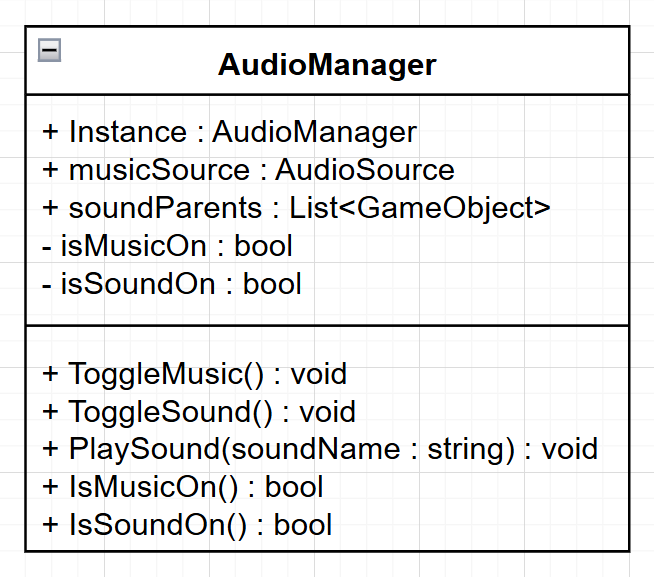 AudioManager
+ Instance : AudioManager
+ musicSource : AudioSource
+ soundParents : List<GameObject>
- isMusicOn : bool
- isSoundOn : bool
+ ToggleMusic() : void
+ ToggleSound() : void
+ PlaySound(soundName : string) : void
+ IsMusicOn() : bool
+ IsSoundOn() : bool